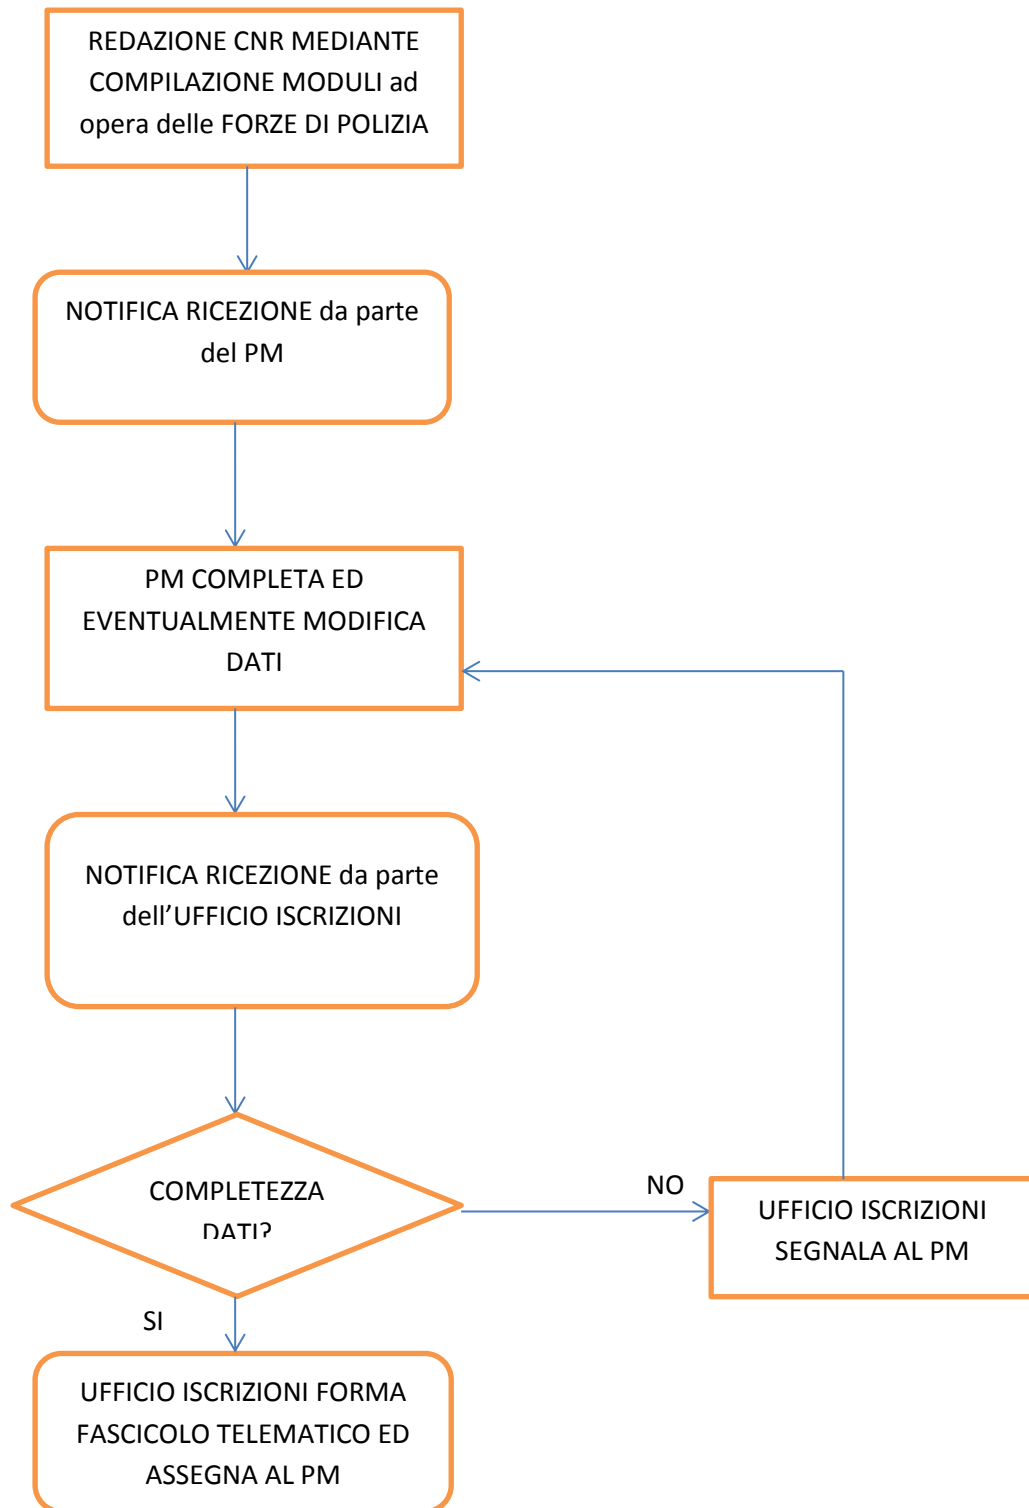 REDAZIONE CNR MEDIANTE
COMPILAZIONE MODULI ad
opera delle FORZE DI POLIZIA
NOTIFICA RICEZIONE da parte
del PM
PM COMPLETA ED
EVENTUALMENTE MODIFICA
DATI
NOTIFICA RICEZIONE da parte
dell'UFFICIO ISCRIZIONI
COMPLETEZZA
DATI?
NO
UFFICIO ISCRIZIONI
SEGNALA AL PM
SI
UFFICIO ISCRIZIONI FORMA
FASCICOLO TELEMATICO ED
ASSEGNA AL PM